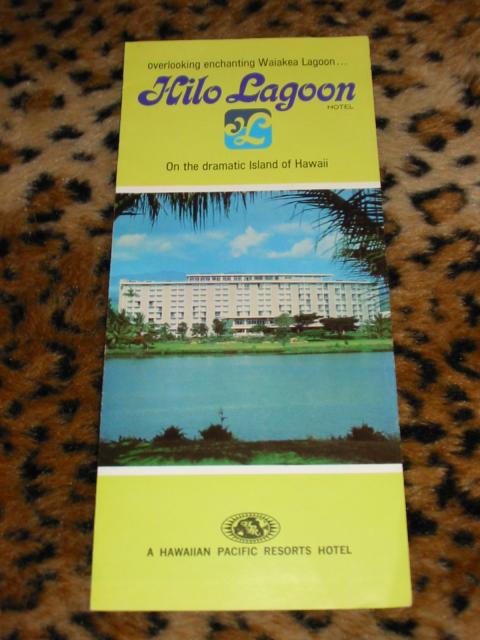 overlooking enchanting Waiakea Lagoon...
Hilo Lagoon
HOTEL
On the dramatic Island of Hawaii
A HAWAIIAN PACIFIC RESORTS HOTEL